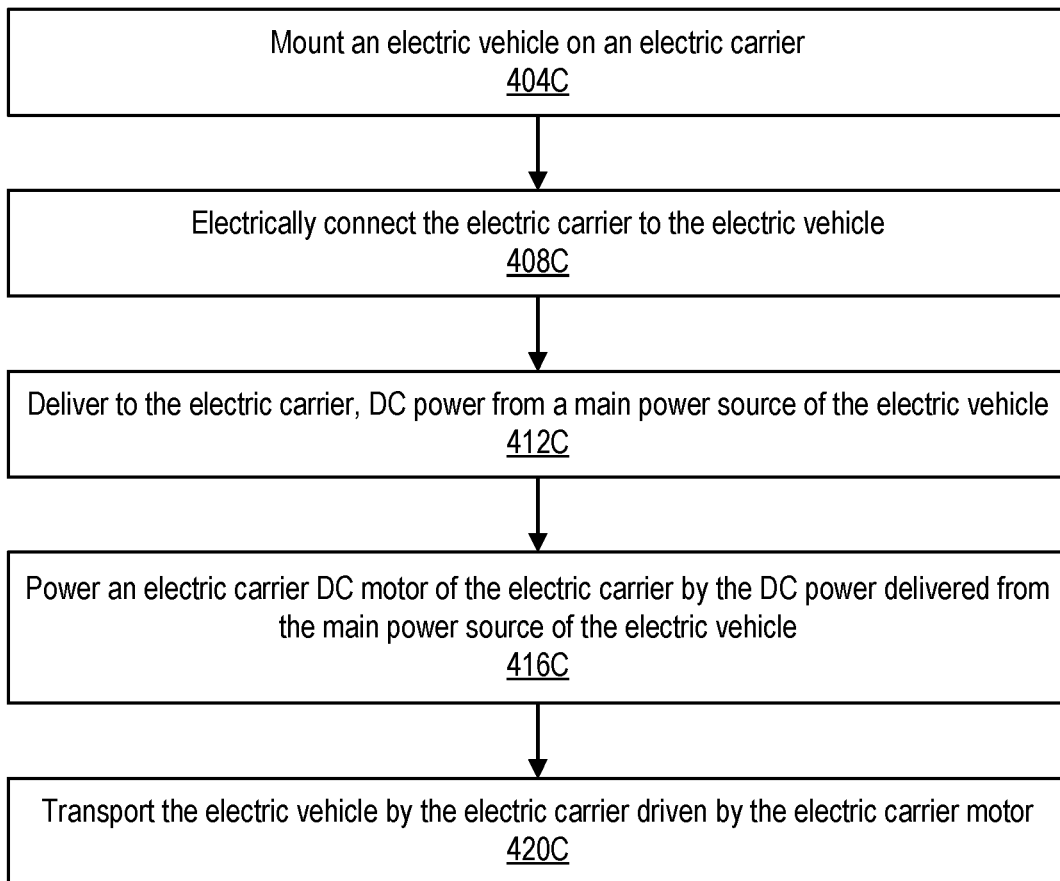 Mount an electric vehicle on an electric carrier
404C
Electrically connect the electric carrier to the electric vehicle
408C
Deliver to the electric carrier, DC power from a main power source of the electric vehicle
412C
Power an electric carrier DC motor of the electric carrier by the DC power delivered from
the main power source of the electric vehicle
416C
Transport the electric vehicle by the electric carrier driven by the electric carrier motor
420C